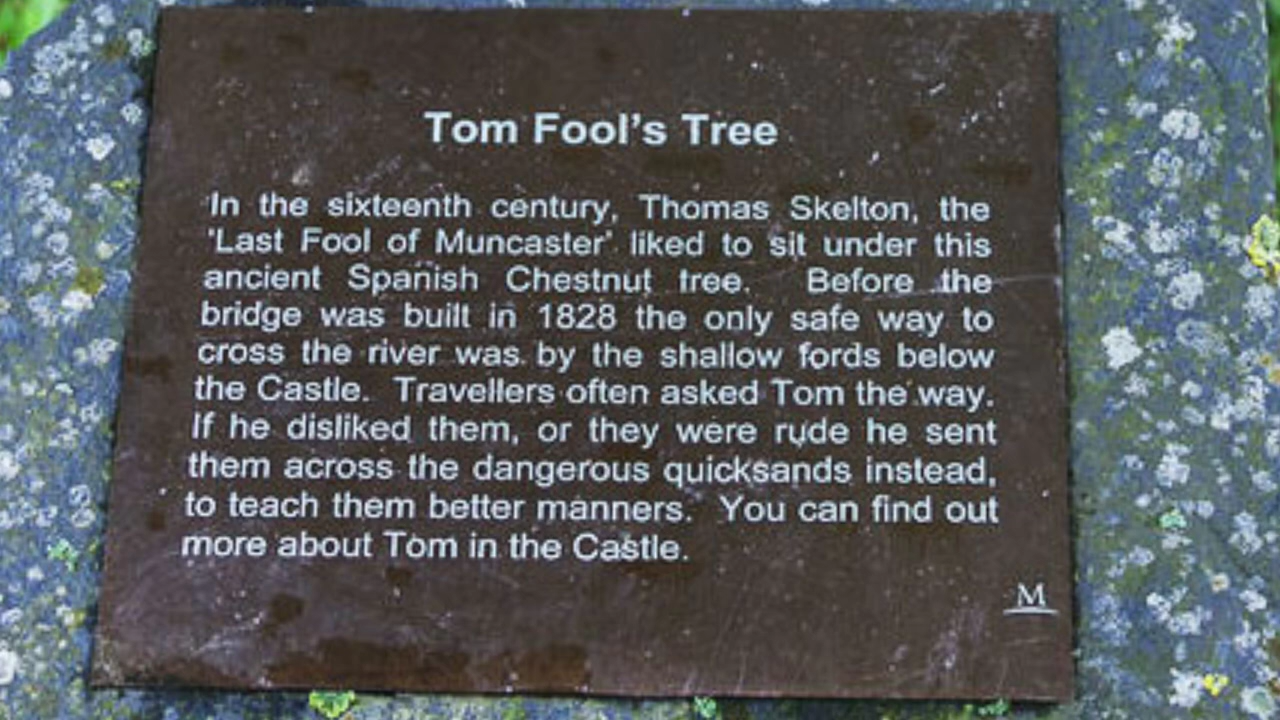 Tom Fool's Tree
In the sixteenth century, Thomas Skelton, the
'Last Fool of Muncaster' liked to sit under this
ancient Spanish Chestnut tree. Before the
bridge was built in 1828 the only safe way to
cross the river was by the shallow fords below
the Castle. Travellers often asked Tom the way.
If he disliked them, or they were rude he sent
them across the dangerous quicksands instead,
to teach them better manners. You can find out
more about Tom in the Castle.
M